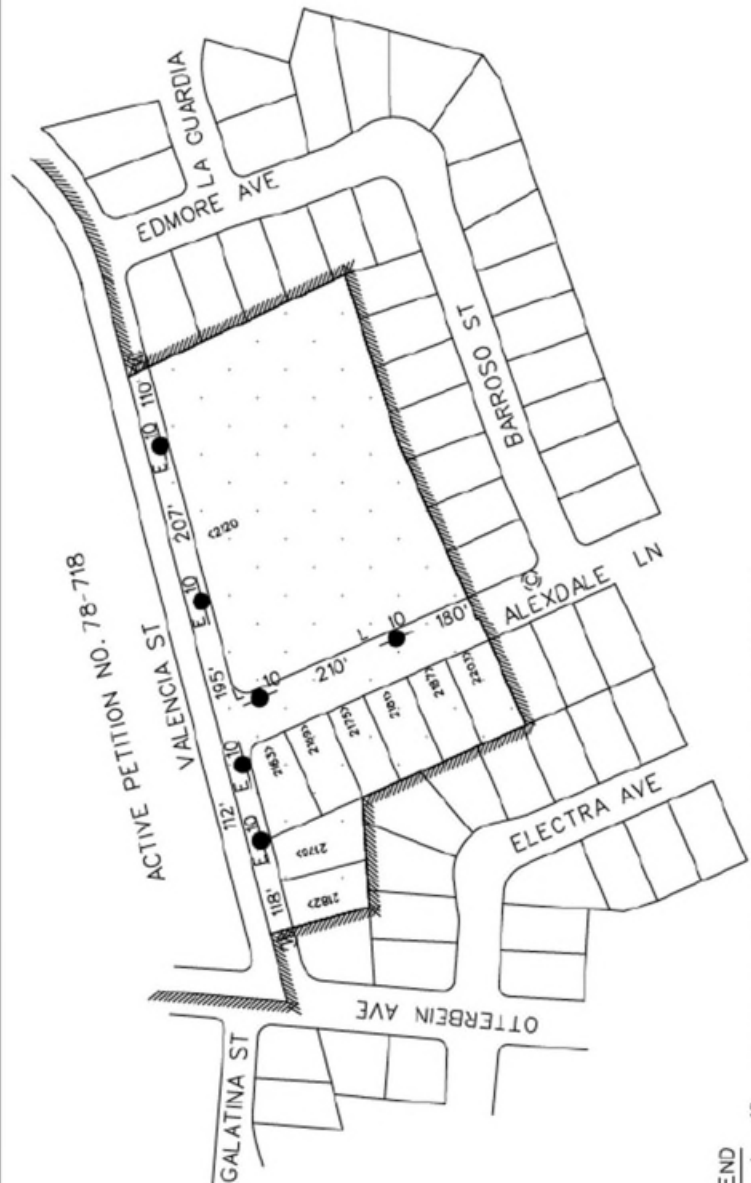 ACTIVE PETITION NO. 78-718
VALENCIA ST
LA GUARDIA
EDMORE AVE
BARROSO ST
ALEXDALE LN
ELECTRA AVE
OTTERBEIN AVE
GALATINA ST
110'
E 10
207'
E 10
195'
10
210'
10
180'
E 10
112'
E 10
118'
2120
2163
2169
2175
2187
2203
2182
END